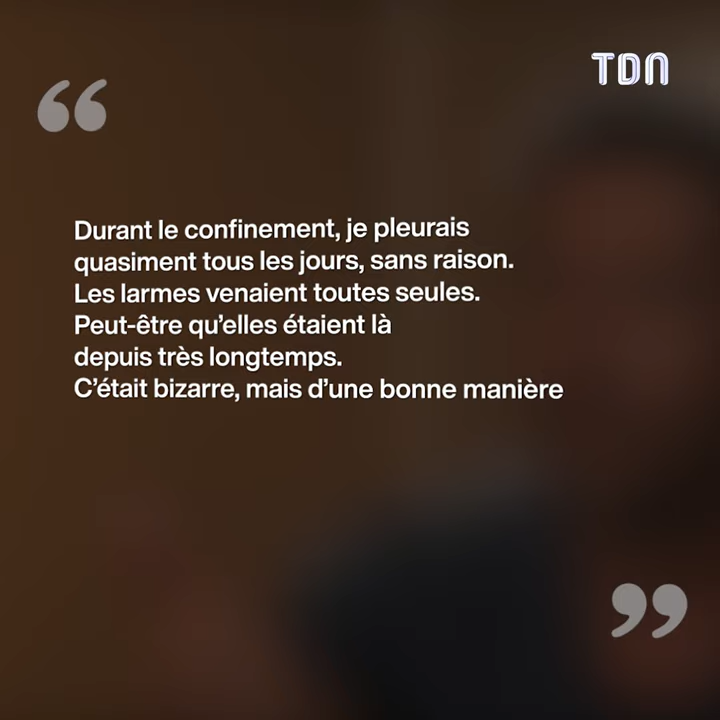 TDN
“
Durant le confinement, je pleurais
quasiment tous les jours, sans raison.
Les larmes venaient toutes seules.
Peut-être qu’elles étaient là
depuis très longtemps.
C’était bizarre, mais d’une bonne manière
”